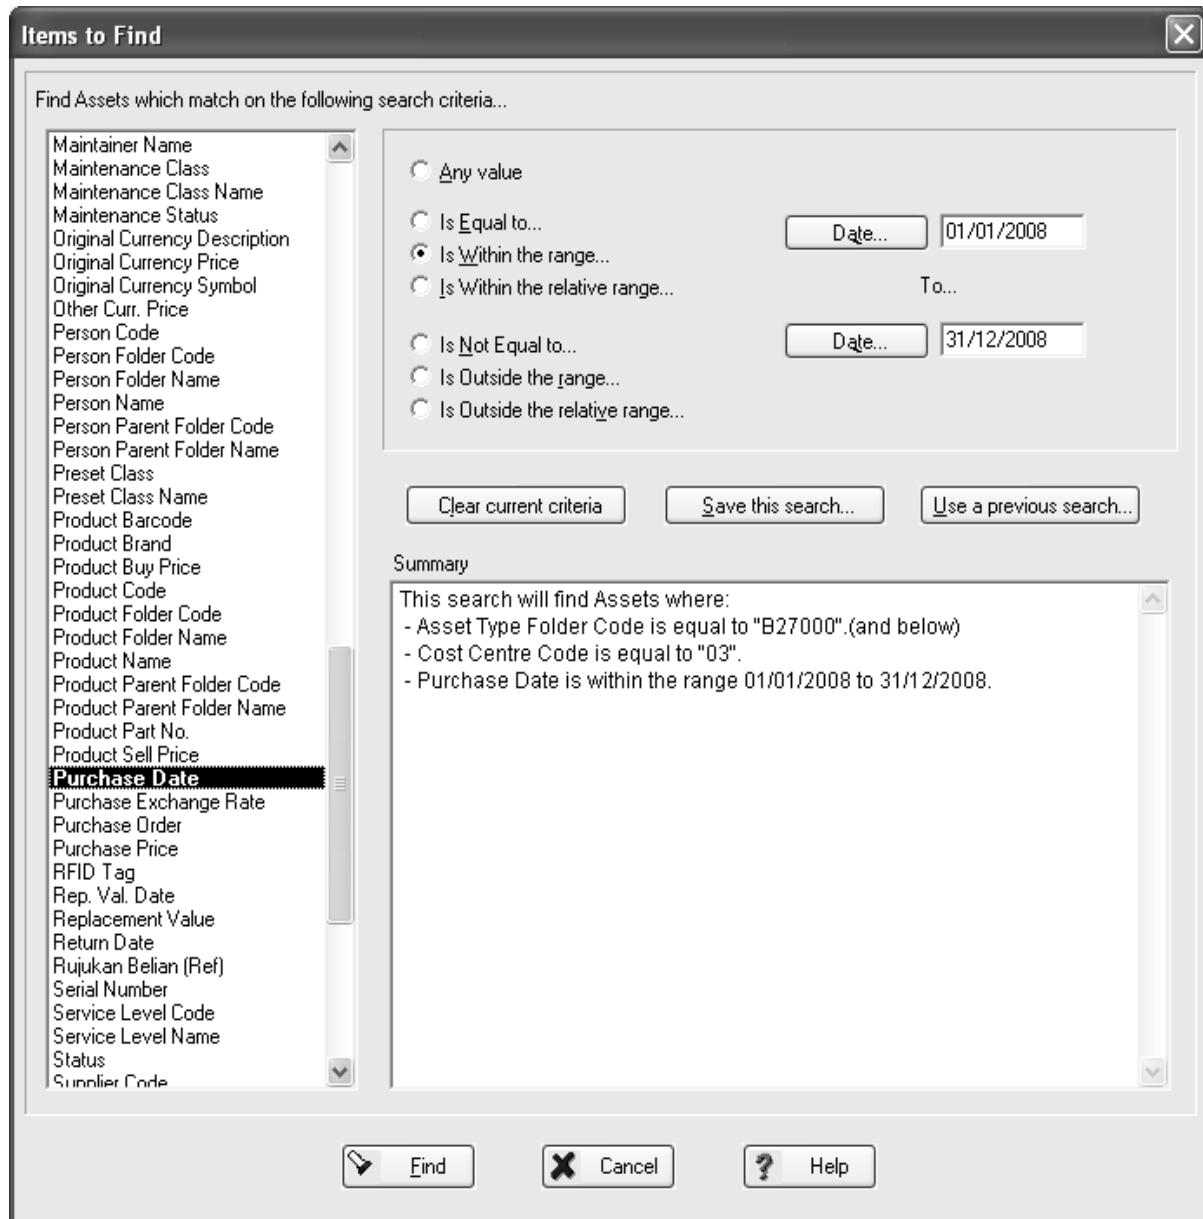 Items to Find
Find Assets which match on the following search criteria...
Maintainer Name
Maintenance Class
Maintenance Class Name
Maintenance Status
Original Currency Description
Original Currency Price
Original Currency Symbol
Other Curr. Price
Person Code
Person Folder Code
Person Folder Name
Person Name
Person Parent Folder Code
Person Parent Folder Name
Preset Class
Preset Class Name
Product Barcode
Product Brand
Product Buy Price
Product Code
Product Folder Code
Product Folder Name
Product Name
Product Parent Folder Code
Product Parent Folder Name
Product Part No.
Product Sell Price
Purchase Date
Purchase Exchange Rate
Purchase Order
Purchase Price
RFID Tag
Rep. Val. Date
Replacement Value
Return Date
Rujukan Belian (Ref)
Serial Number
Service Level Code
Service Level Name
Status
Supplier Code
Any value
Is Equal to...
Is Within the range...
Is Within the relative range...
Is Not Equal to...
Is Outside the range...
Is Outside the relative range...
Date... 01/01/2008
To...
Date... 31/12/2008
Clear current criteria Save this search... Use a previous search...
Summary
This search will find Assets where:
- Asset Type Folder Code is equal to "B27000".(and below)
- Cost Centre Code is equal to "03".
- Purchase Date is within the range 01/01/2008 to 31/12/2008.
Find Cancel Help